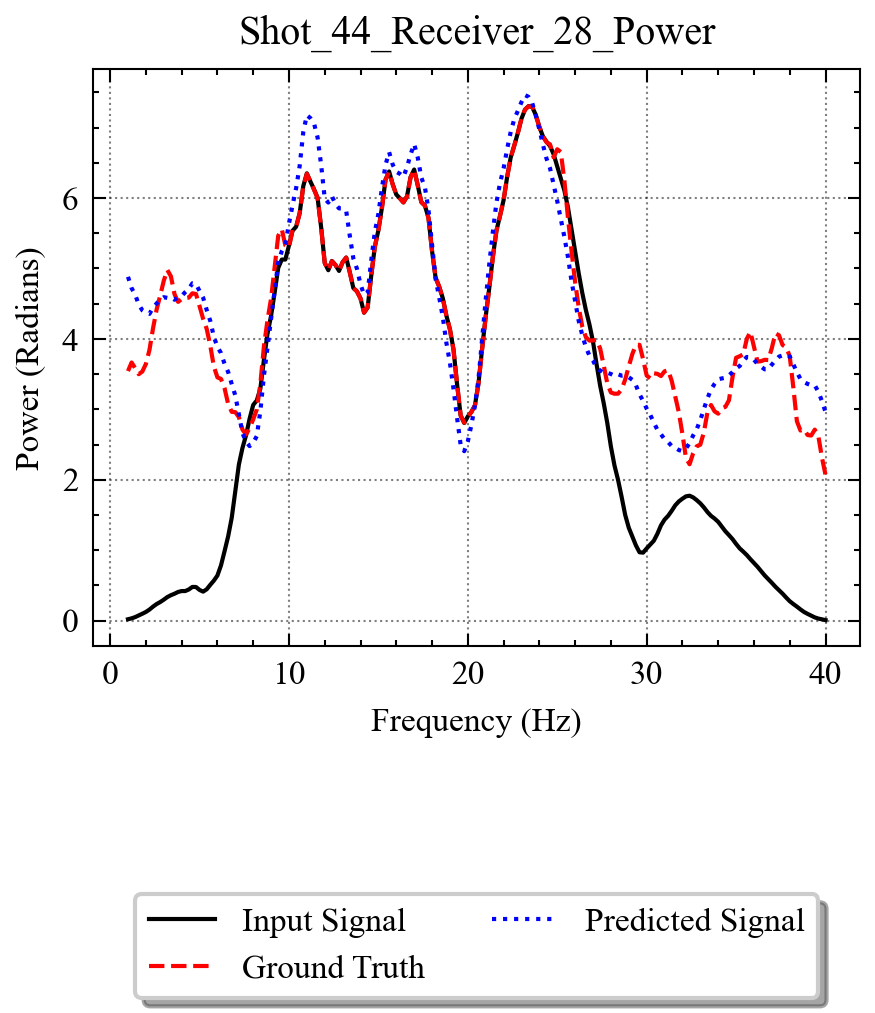 Shot_44_Receiver_28_Power
Power (Radians)
6
4
2
0
0 10 20 30 40
Frequency (Hz)
Input Signal
Ground Truth
Predicted Signal